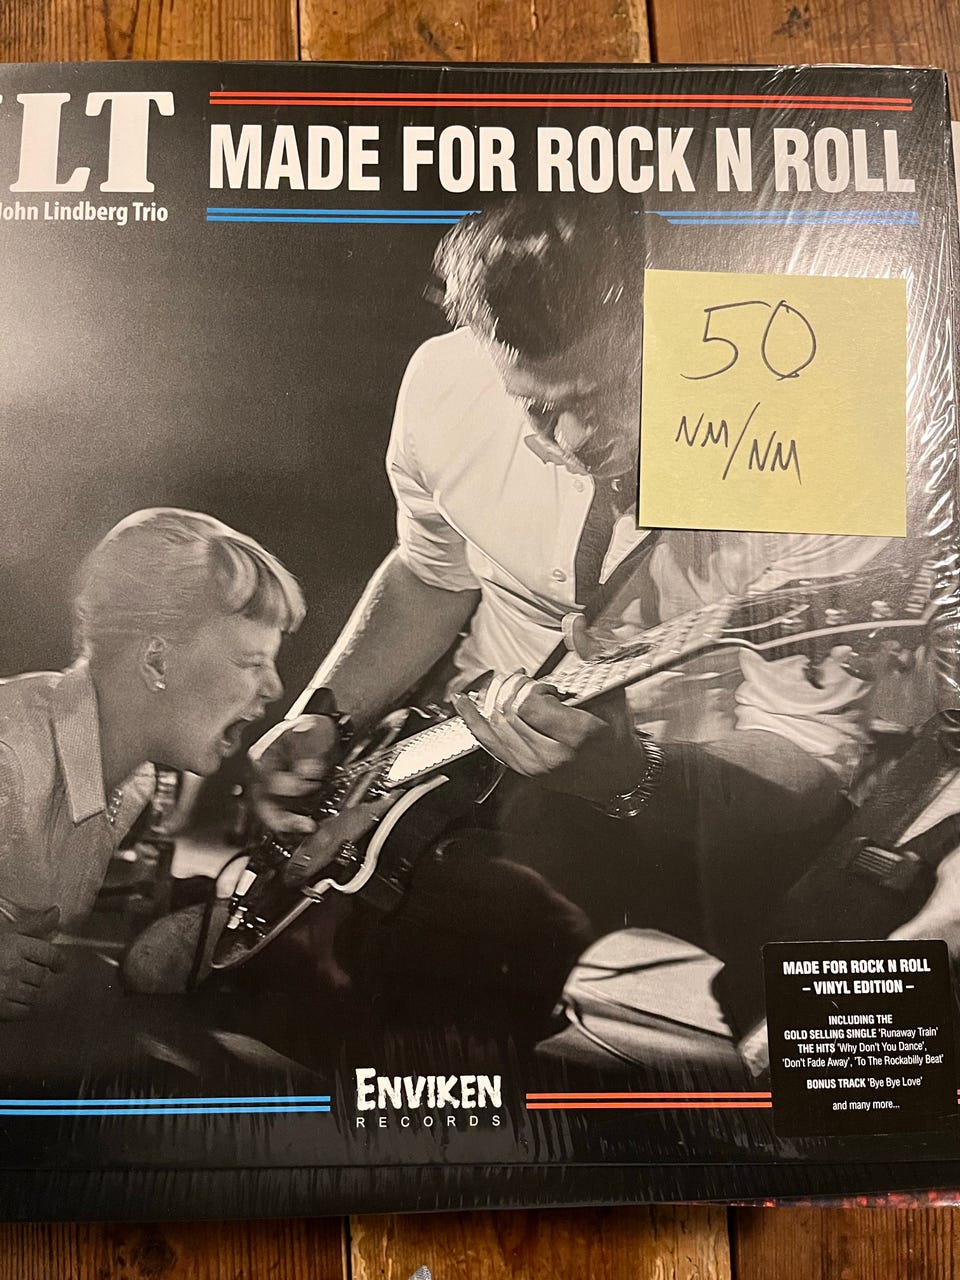 LT
John Lindberg Trio
MADE FOR ROCK N ROLL
50
NM/NM
MADE FOR ROCK N ROLL
– VINYL EDITION –
INCLUDING THE
GOLD SELLING SINGLE 'Runaway Train'
THE HITS 'Why Don't You Dance',
'Don't Fade Away', 'To The Rockabilly Beat'
BONUS TRACK 'Bye Bye Love'
and many more...
ENVIKEN
RECORDS